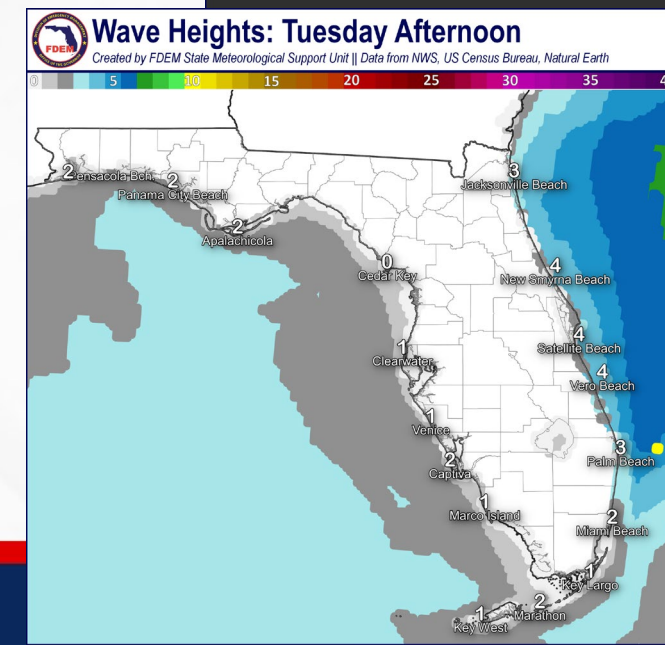 FDEM
Wave Heights: Tuesday Afternoon
Created by FDEM State Meteorological Support Unit || Data from NWS, US Census Bureau, Natural Earth
0 5 10 15 20 25 30 35 4
3
Jacksonville Beach
2
Pensacola Bch
2
Panama City Beach
2
Apalachicola
0
Cedar Key
4
New Smyrna Beach
4
Satellite Beach
1
Clearwater
4
Vero Beach
1
Venice
3
Palm Beach
2
Captiva
1
Marco Island
2
Miami Beach
1
Key Largo
2
Marathon
1
Key West